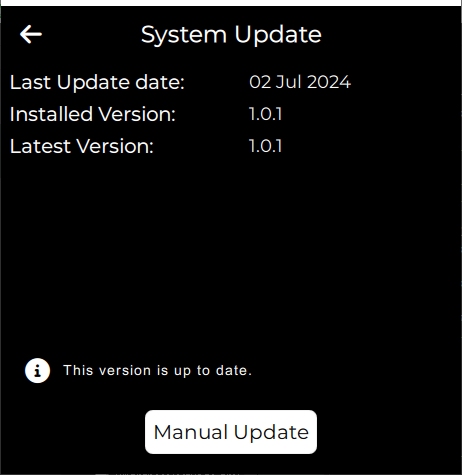 System Update
Last Update date: 02 Jul 2024
Installed Version: 1.0.1
Latest Version: 1.0.1
This version is up to date.
Manual Update